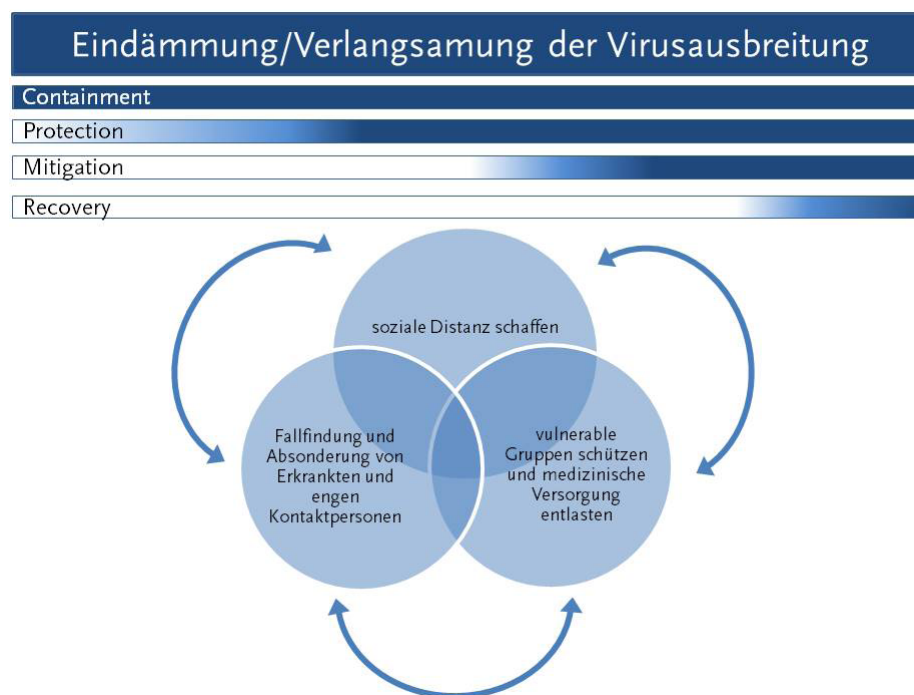 Eindämmung/Verlangsamung der Virusausbreitung
Containment
Protection
Mitigation
Recovery
soziale Distanz schaffen
Fallfindung und
Absonderung von
Erkrankten und
engen
Kontaktpersonen
vulnerable
Gruppen schützen
und medizinische
Versorgung
entlasten